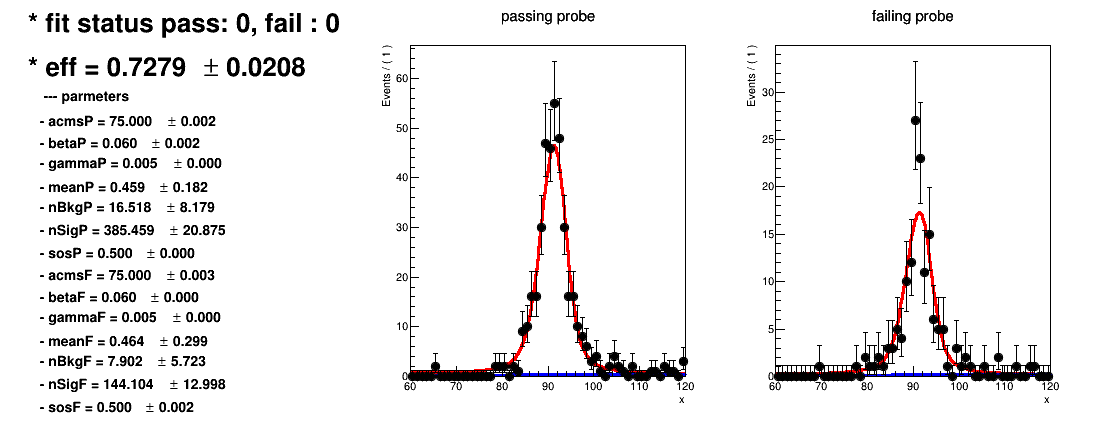 * fit status pass: 0, fail : 0
* eff = 0.7279 ± 0.0208
--- parmeters
- acmsP = 75.000 ± 0.002
- betaP = 0.060 ± 0.002
- gammaP = 0.005 ± 0.000
- meanP = 0.459 ± 0.182
- nBkgP = 16.518 ± 8.179
- nSigP = 385.459 ± 20.875
- sosP = 0.500 ± 0.000
- acmsF = 75.000 ± 0.003
- betaF = 0.060 ± 0.000
- gammaF = 0.005 ± 0.000
- meanF = 0.464 ± 0.299
- nBkgF = 7.902 ± 5.723
- nSigF = 144.104 ± 12.998
- sosF = 0.500 ± 0.002
passing probe
Events / ( 1 )
60
50
40
30
20
10
0
60 70 80 90 100 110 120
x
failing probe
Events / ( 1 )
30
25
20
15
10
5
0
60 70 80 90 100 110 120
x